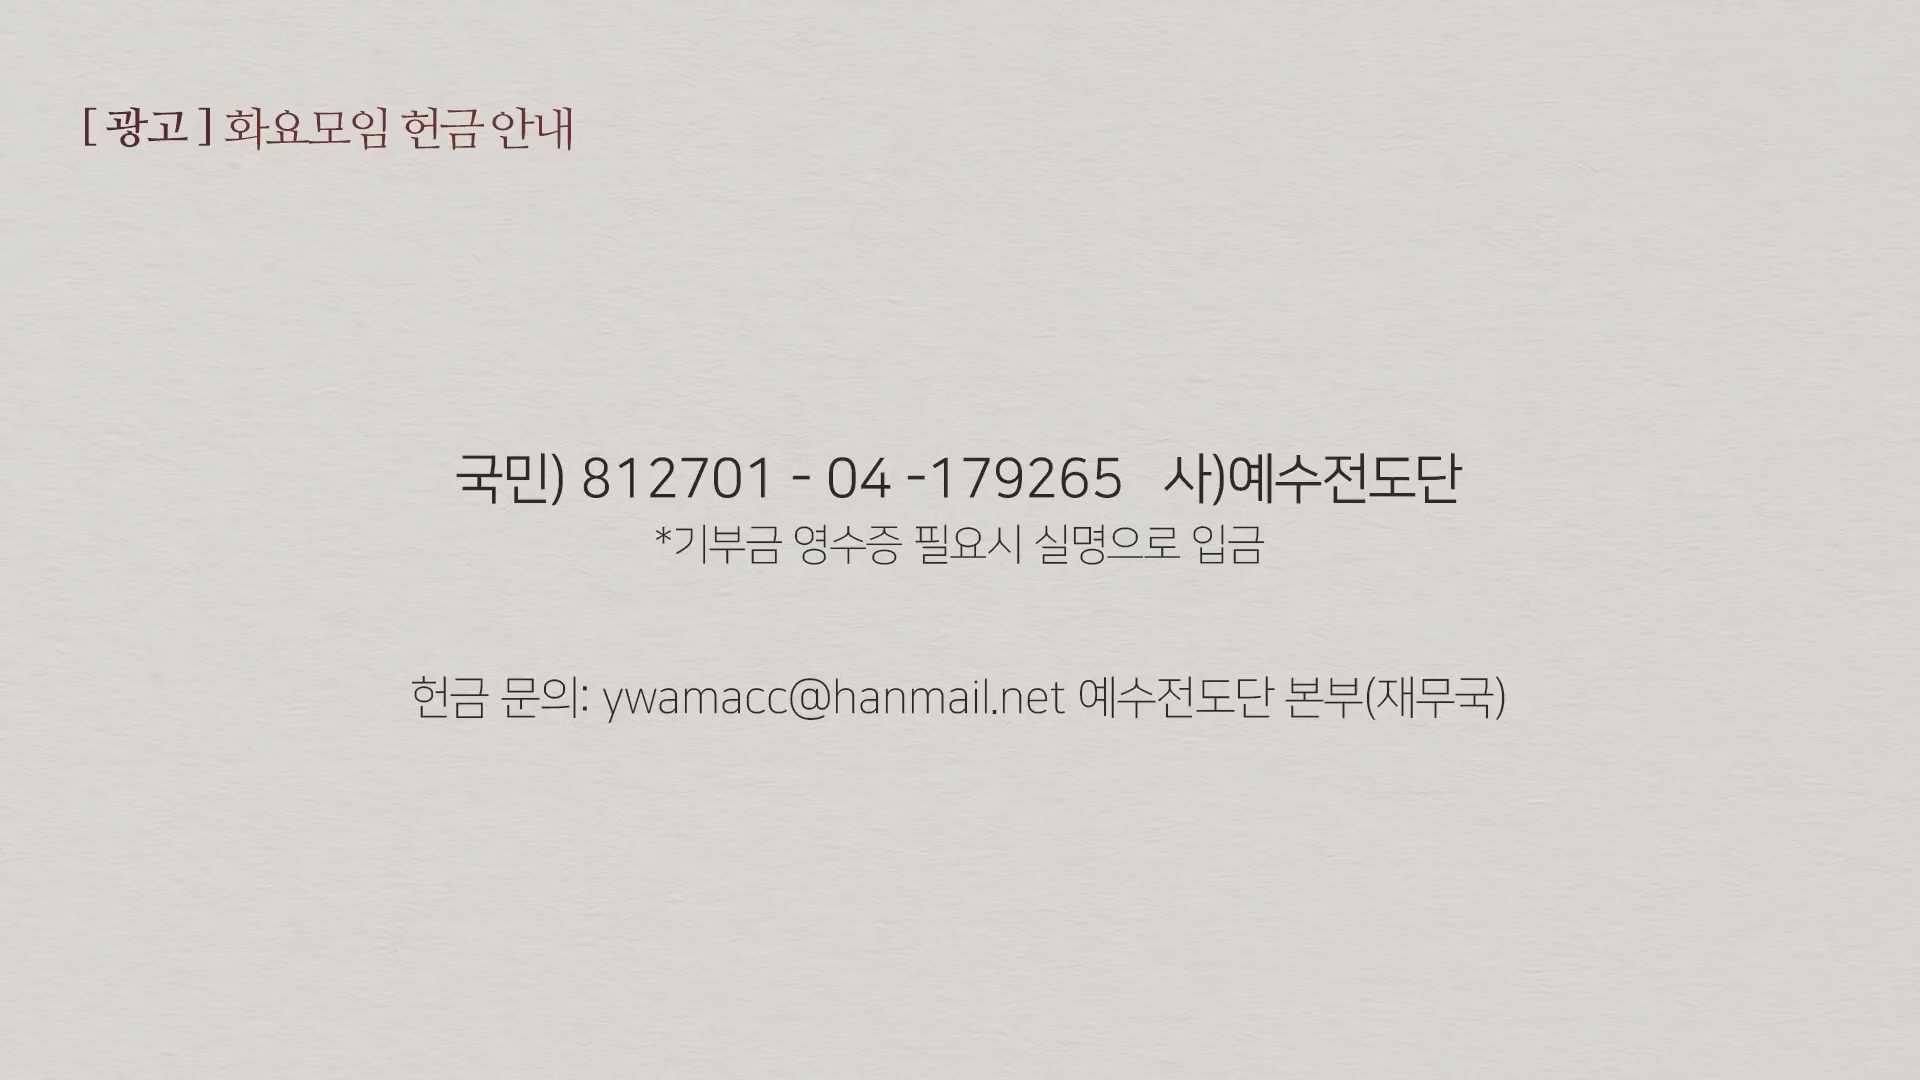 [ 광고 ] 화요모임 헌금 안내
국민) 812701 - 04 -179265 사)예수전도단
*기부금 영수증 필요시 실명으로 입금
헌금 문의: ywamacc@hanmail.net 예수전도단 본부(재무국)